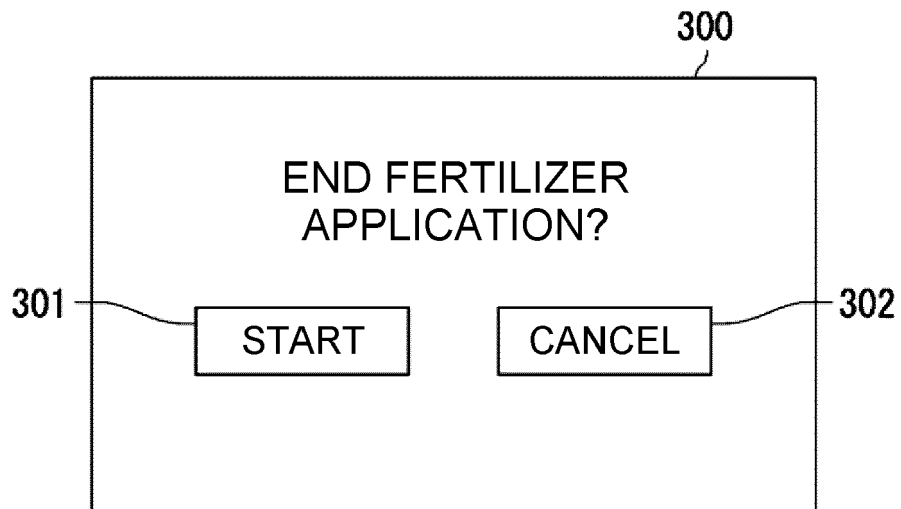 300
END FERTILIZER
APPLICATION?
301
START
CANCEL
302